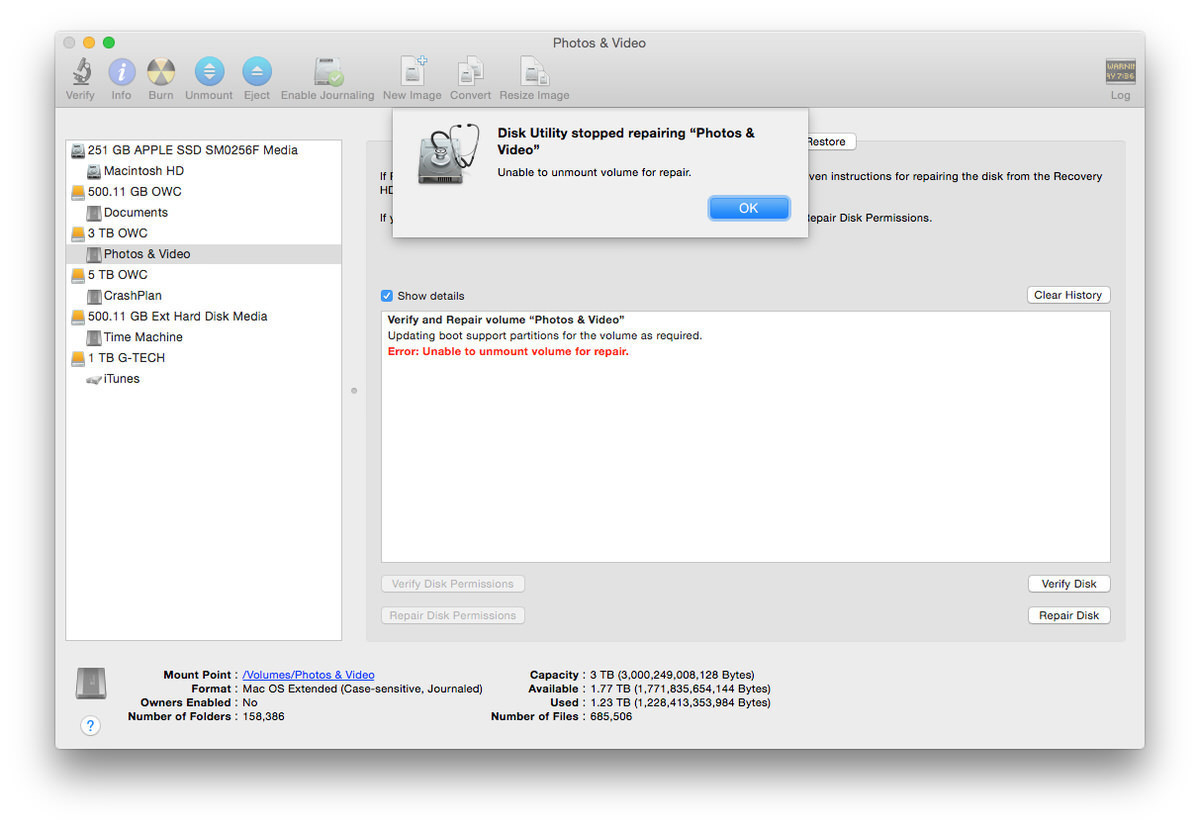 Photos & Video
Verify Info Burn Unmount Eject Enable Journaling New Image Convert Resize Image Log
WARNI
AY 7:86
Disk Utility stopped repairing “Photos &
Video”
Unable to unmount volume for repair.
OK
Restore
251 GB APPLE SSD SM0256F Media
Macintosh HD
500.11 GB OWC
Documents
3 TB OWC
Photos & Video
5 TB OWC
CrashPlan
500.11 GB Ext Hard Disk Media
Time Machine
1 TB G-TECH
iTunes
ven instructions for repairing the disk from the Recovery
HD
If y
epair Disk Permissions.
Show details
Clear History
Verify and Repair volume “Photos & Video”
Updating boot support partitions for the volume as required.
Error: Unable to unmount volume for repair.
Verify Disk Permissions
Verify Disk
Repair Disk Permissions
Repair Disk
Mount Point : /Volumes/Photos & Video
Format : Mac OS Extended (Case-sensitive, Journaled)
Owners Enabled : No
Number of Folders : 158,386
Capacity : 3 TB (3,000,249,008,128 Bytes)
Available : 1.77 TB (1,771,835,654,144 Bytes)
Used : 1.23 TB (1,228,413,353,984 Bytes)
Number of Files : 685,506
?